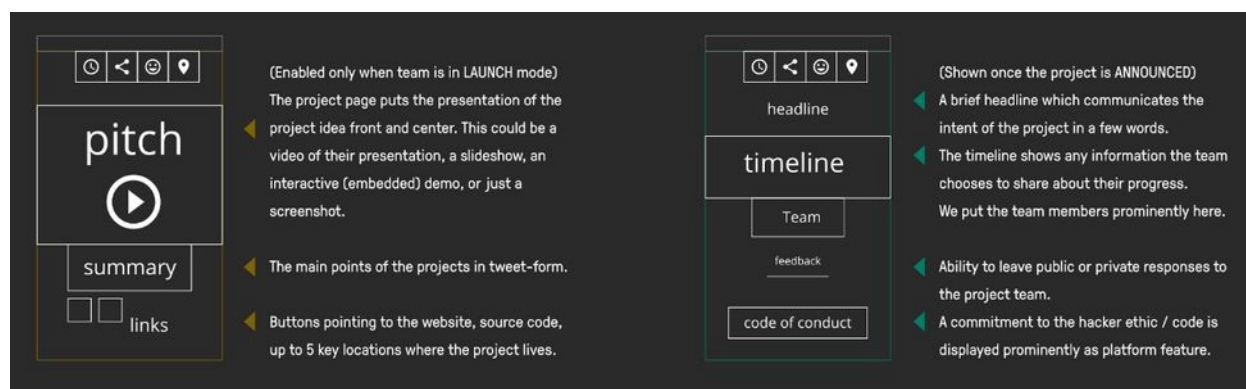 pitch
summary
links
(Enabled only when team is in LAUNCH mode)
The project page puts the presentation of the
project idea front and center. This could be a
video of their presentation, a slideshow, an
interactive (embedded) demo, or just a
screenshot.
The main points of the projects in tweet-form.
Buttons pointing to the website, source code,
up to 5 key locations where the project lives.
headline
timeline
Team
feedback
code of conduct
(Shown once the project is ANNOUNCED)
A brief headline which communicates the
intent of the project in a few words.
The timeline shows any information the team
chooses to share about their progress.
We put the team members prominently here.
Ability to leave public or private responses to
the project team.
A commitment to the hacker ethic / code is
displayed prominently as platform feature.